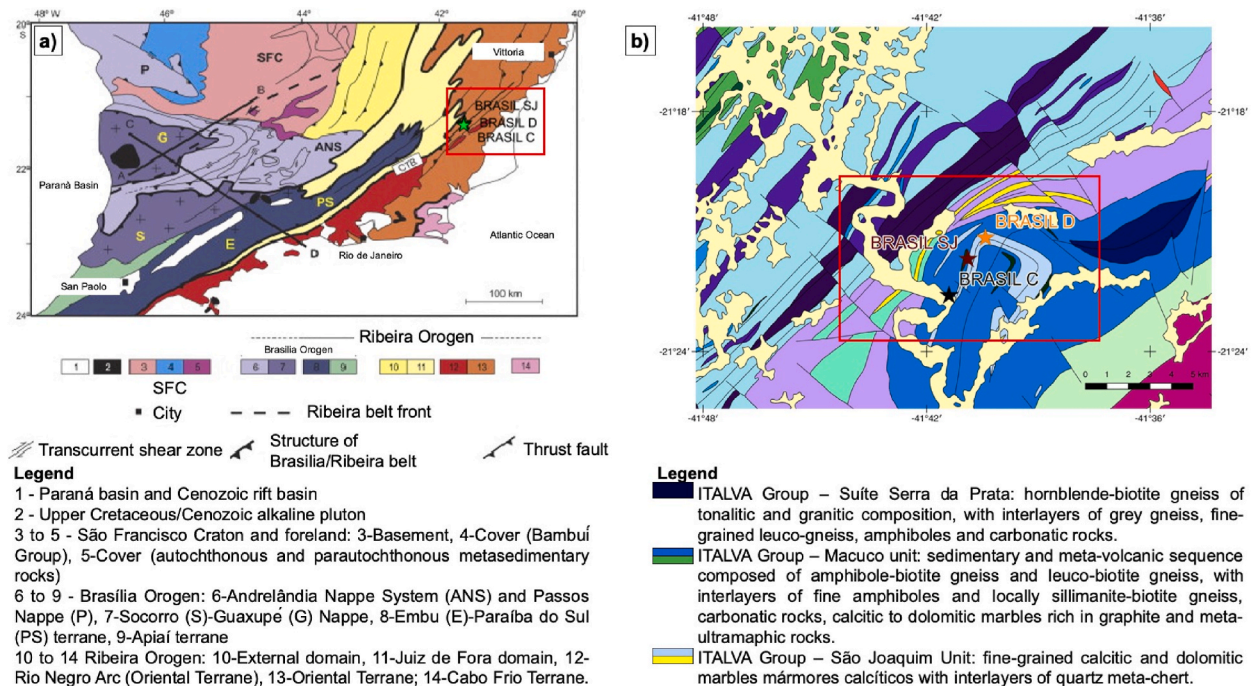 46° 44° 42° 40°
20° S
a)
P
SFC
Vittoria
B
BRASIL SJ
BRASIL D
BRASIL C
C
G
ANS
22°
A
CTB
Paranà Basin
PS
S
E
Atlantic Ocean
D
Rio de Janeiro
San Paolo
100 km
24°
Ribeira Orogen
Brasilia Orogen
1 2 3 4 5 6 7 8 9 10 11 12 13 14
SFC
City
Ribeira belt front
Transcurrent shear zone
Structure of
Brasilia/Ribeira belt
Thrust fault
Legend
1 - Paraná basin and Cenozoic rift basin
2 - Upper Cretaceous/Cenozoic alkaline pluton
3 to 5 - São Francisco Craton and foreland: 3-Basement, 4-Cover (Bambuí
Group), 5-Cover (autochthonous and parautochthonous metasedimentary
rocks)
6 to 9 - Brasília Orogen: 6-Andrelândia Nappe System (ANS) and Passos
Nappe (P), 7-Socorro (S)-Guaxupé (G) Nappe, 8-Embu (E)-Paraíba do Sul
(PS) terrane, 9-Apiaí terrane
10 to 14 Ribeira Orogen: 10-External domain, 11-Juiz de Fora domain, 12-
Rio Negro Arc (Oriental Terrane), 13-Oriental Terrane; 14-Cabo Frio Terrane.
b)
-41°48 -41°42 -41°36
-21°18′
-21°18′
BRASIL D
BRASIL SJ
BRASIL C
-21°24
-21°24
0 1 2 3 4 5 km
-41°48 -41°42 -41°36
Legend
ITALVA Group – Suíte Serra da Prata: hornblende-biotite gneiss of
tonalitic and granitic composition, with interlayers of grey gneiss, fine-
grained leuco-gneiss, amphiboles and carbonatic rocks.
ITALVA Group – Macuco unit: sedimentary and meta-volcanic sequence
composed of amphibole-biotite gneiss and leuco-biotite gneiss, with
interlayers of fine amphiboles and locally sillimanite-biotite gneiss,
carbonatic rocks, calcitic to dolomitic marbles rich in graphite and meta-
ultramaphic rocks.
ITALVA Group – São Joaquim Unit: fine-grained calcitic and dolomitic
marbles mármores calcíticos with interlayers of quartz meta-chert.